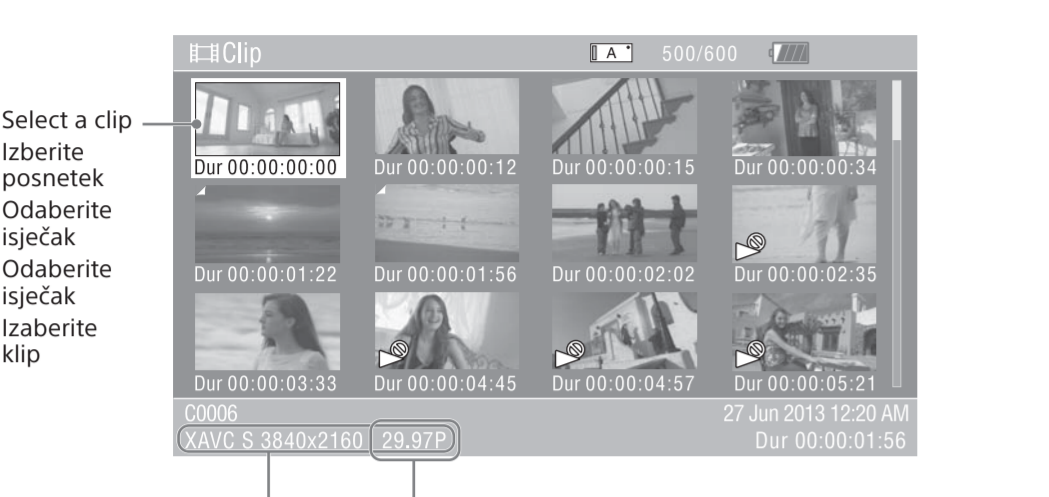 Clip A 500/600
Select a clip
Izberite
posnetek
Odaberite
isječak
Odaberite
isječak
Izaberite
klip
Dur 00:00:00:00 Dur 00:00:00:12 Dur 00:00:00:15 Dur 00:00:00:34
Dur 00:00:01:22 Dur 00:00:01:56 Dur 00:00:02:02 Dur 00:00:02:35
Dur 00:00:03:33 Dur 00:00:04:45 Dur 00:00:04:57 Dur 00:00:05:21
C0006 27 Jun 2013 12:20 AM
XAVC S 3840x2160 29.97P Dur 00:00:01:56